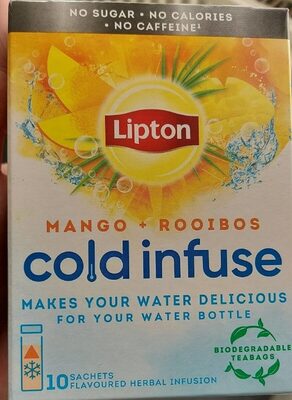 NO SUGAR • NO CALORIES
• NO CAFFEINE¹
Lipton
MANGO + ROOIBOS
cold infuse
MAKES YOUR WATER DELICIOUS
FOR YOUR WATER BOTTLE
BIODEGRADABLE
TEABAGS
10 SACHETS
FLAVOURED HERBAL INFUSION